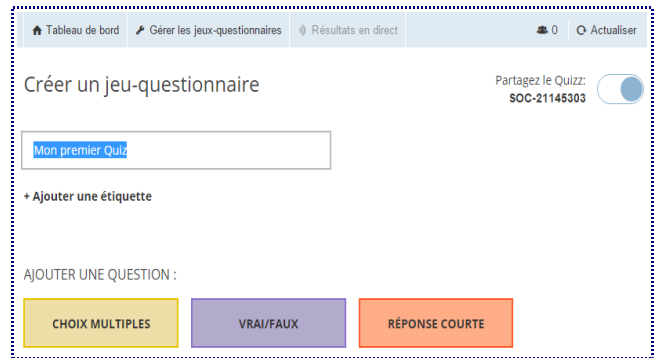 Tableau de bord Gérer les jeux-questionnaires Résultats en direct 0 Actualiser
Créer un jeu-questionnaire
Partagez le Quizz:
SOC-21145303
Mon premier Quiz
+ Ajouter une étiquette
AJOUTER UNE QUESTION :
CHOIX MULTIPLES VRAI/FAUX RÉPONSE COURTE